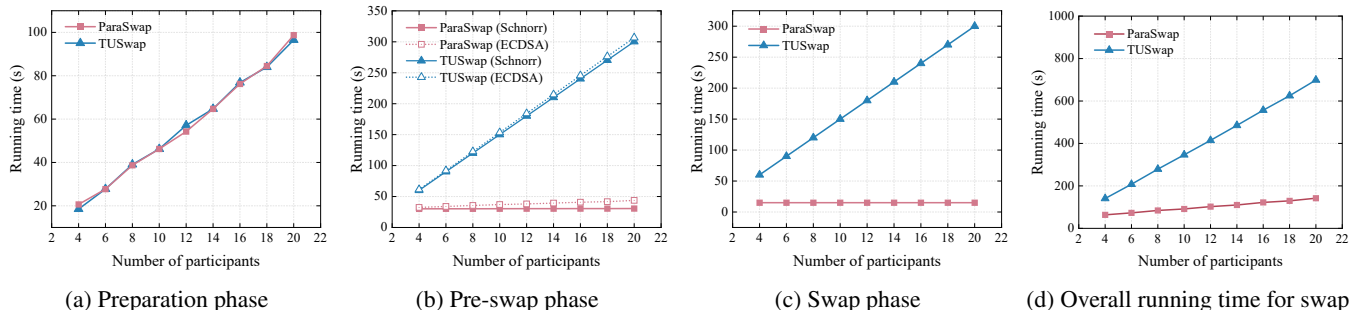 ParaSwap
TUSwap
100
80
60
40
20
2 4 6 8 10 12 14 16 18 20 22
Running time (s)
Number of participants
(a) Preparation phase
ParaSwap (Schnorr)
ParaSwap (ECDSA)
TUSwap (Schnorr)
TUSwap (ECDSA)
350
300
250
200
150
100
50
0
2 4 6 8 10 12 14 16 18 20 22
Running time (s)
Number of participants
(b) Pre-swap phase
ParaSwap
TUSwap
300
250
200
150
100
50
0
2 4 6 8 10 12 14 16 18 20 22
Running time (s)
Number of participants
(c) Swap phase
ParaSwap
TUSwap
1000
800
600
400
200
0
2 4 6 8 10 12 14 16 18 20 22
Running time (s)
Number of participants
(d) Overall running time for swap